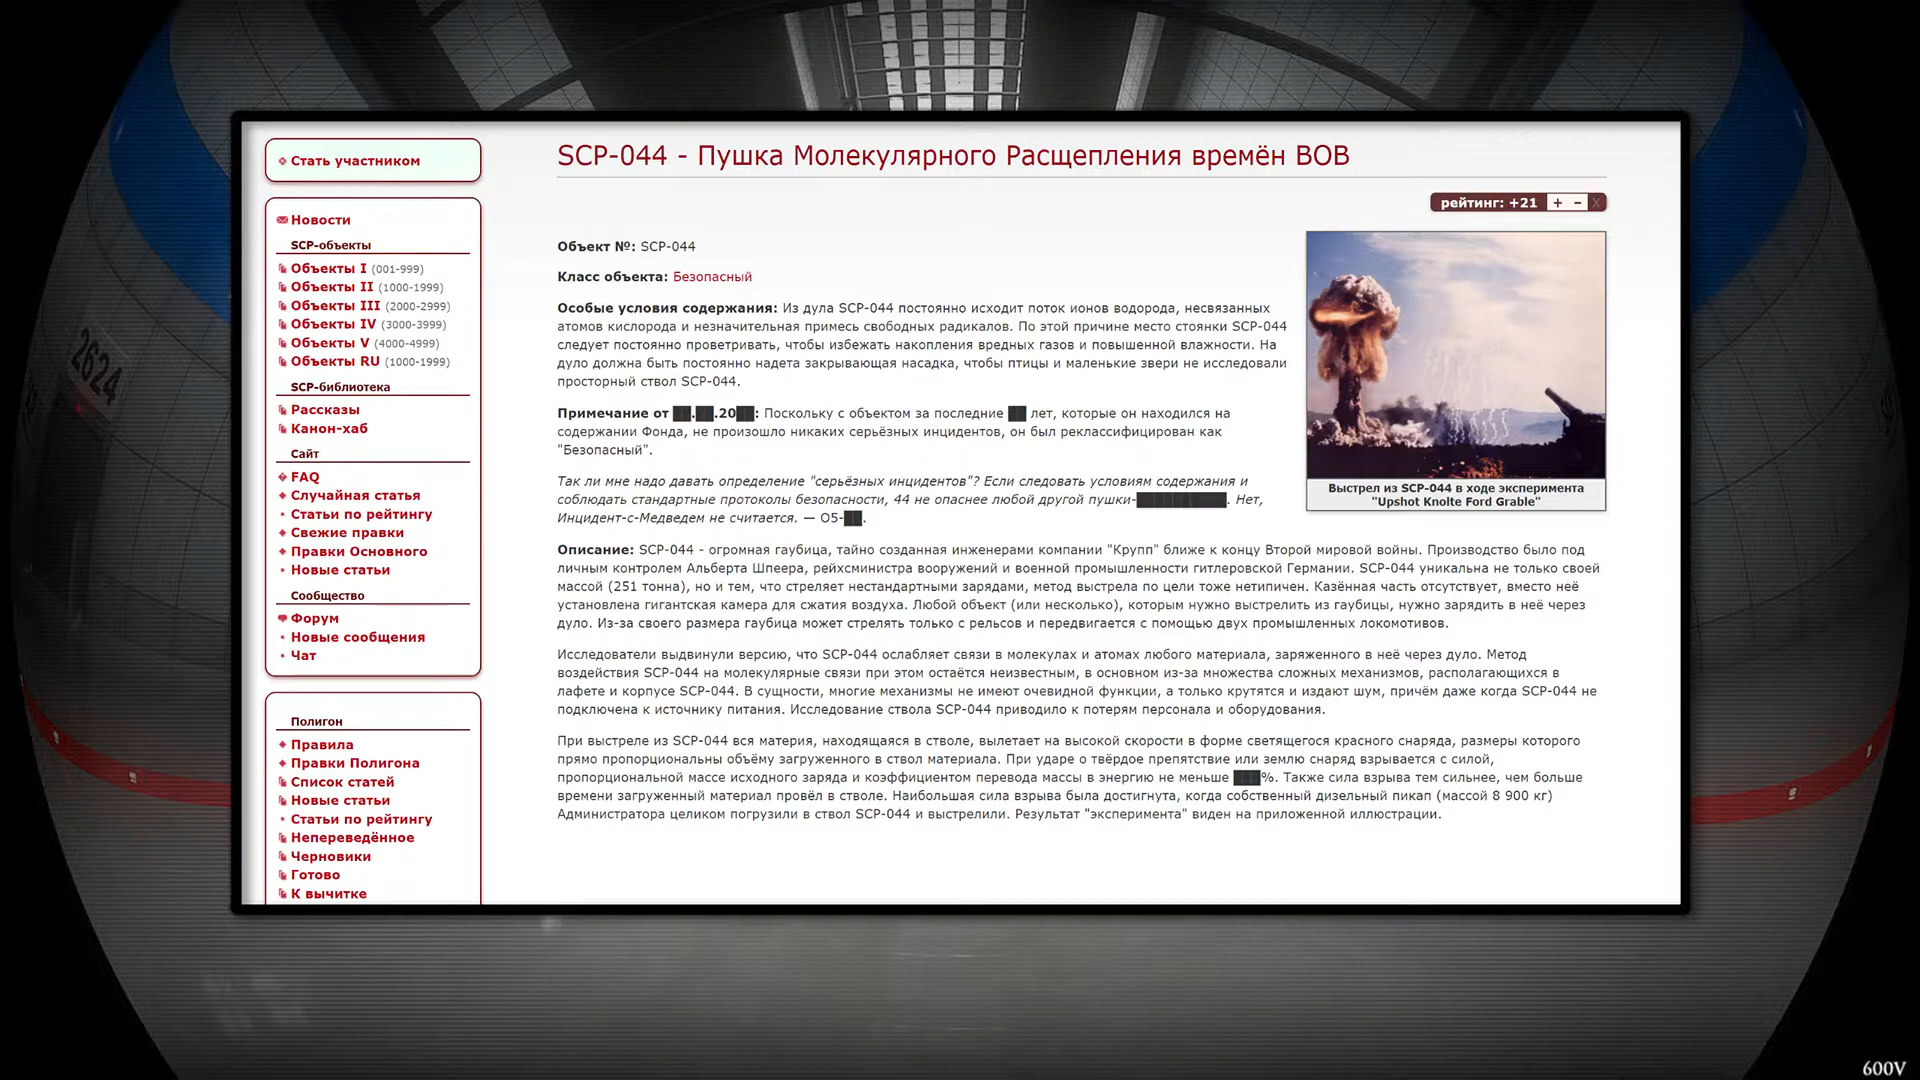 Стать участником
Новости
SCP-объекты
Объекты I (001-999)
Объекты II (1000-1999)
Объекты III (2000-2999)
Объекты IV (3000-3999)
Объекты V (4000-4999)
Объекты RU (1000-1999)
SCP-библиотека
Рассказы
Канон-хаб
Сайт
FAQ
Случайная статья
Статьи по рейтингу
Свежие правки
Правки Основного
Новые статьи
Сообщество
Форум
Новые сообщения
Чат
Полигон
Правила
Правки Полигона
Список статей
Новые статьи
Статьи по рейтингу
Непереведённое
Черновики
Готово
К вычитке
SCP-044 - Пушка Молекулярного Расщепления времён ВОВ
рейтинг: +21 + − X
Объект №: SCP-044
Класс объекта: Безопасный
Особые условия содержания: Из дула SCP-044 постоянно исходит поток ионов водорода, несвязанных
атомов кислорода и незначительная примесь свободных радикалов. По этой причине место стоянки SCP-044
следует постоянно проветривать, чтобы избежать накопления вредных газов и повышенной влажности. На
дуло должна быть постоянно надета закрывающая насадка, чтобы птицы и маленькие звери не исследовали
просторный ствол SCP-044.
Примечание от ██.██.20██: Поскольку с объектом за последние ██ лет, которые он находился на
содержании Фонда, не произошло никаких серьёзных инцидентов, он был реклассифицирован как
"Безопасный".
Так ли мне надо давать определение "серьёзных инцидентов"? Если следовать условиям содержания и
соблюдать стандартные протоколы безопасности, 44 не опаснее любой другой пушки-██████████. Нет,
Инцидент-с-Медведем не считается. — О5-██.
Выстрел из SCP-044 в ходе эксперимента
"Upshot Knolte Ford Grable"
Описание: SCP-044 - огромная гаубица, тайно созданная инженерами компании "Крупп" ближе к концу Второй мировой войны. Производство было под
личным контролем Альберта Шпеера, рейхсминистра вооружений и военной промышленности гитлеровской Германии. SCP-044 уникальна не только своей
массой (251 тонна), но и тем, что стреляет нестандартными зарядами, метод выстрела по цели тоже нетипичен. Казённая часть отсутствует, вместо неё
установлена гигантская камера для сжатия воздуха. Любой объект (или несколько), которым нужно выстрелить из гаубицы, нужно зарядить в неё через
дуло. Из-за своего размера гаубица может стрелять только с рельсов и передвигается с помощью двух промышленных локомотивов.
Исследователи выдвинули версию, что SCP-044 ослабляет связи в молекулах и атомах любого материала, заряженного в неё через дуло. Метод
воздействия SCP-044 на молекулярные связи при этом остаётся неизвестным, в основном из-за множества сложных механизмов, располагающихся в
лафете и корпусе SCP-044. В сущности, многие механизмы не имеют очевидной функции, а только крутятся и издают шум, причём даже когда SCP-044 не
подключена к источнику питания. Исследование ствола SCP-044 приводило к потерям персонала и оборудования.
При выстреле из SCP-044 вся материя, находящаяся в стволе, вылетает на высокой скорости в форме светящегося красного снаряда, размеры которого
прямо пропорциональны объёму загруженного в ствол материала. При ударе о твёрдое препятствие или землю снаряд взрывается с силой,
пропорциональной массе исходного заряда и коэффициентом перевода массы в энергию не меньше ███%. Также сила взрыва тем сильнее, чем больше
времени загруженный материал провёл в стволе. Наибольшая сила взрыва была достигнута, когда собственный дизельный пикап (массой 8 900 кг)
Администратора целиком погрузили в ствол SCP-044 и выстрелили. Результат "эксперимента" виден на приложенной иллюстрации.
2624
600V